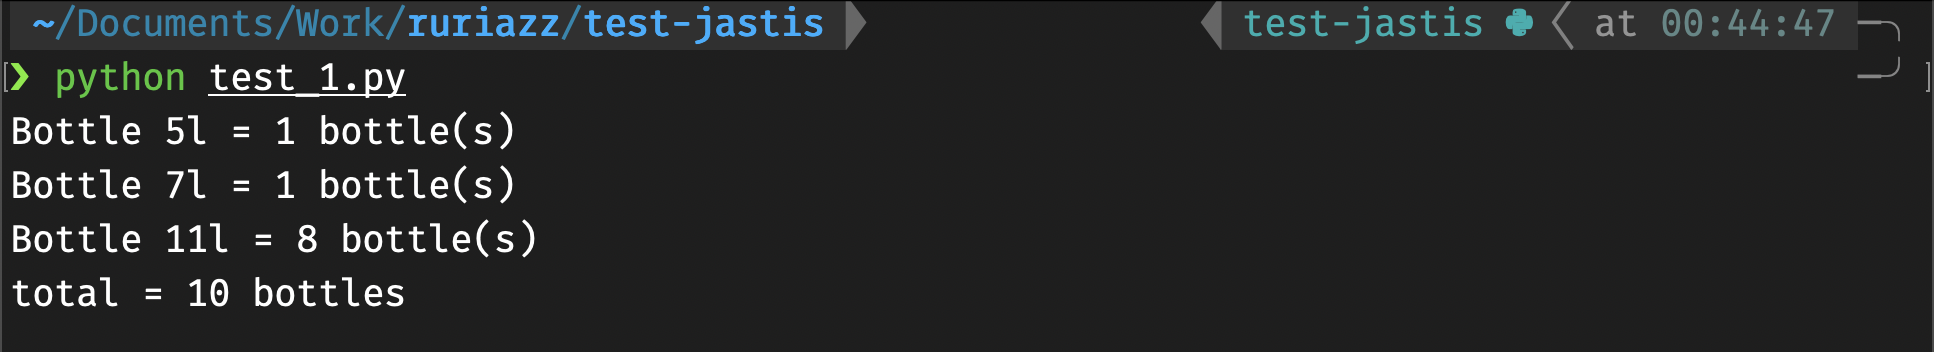 ~/Documents/Work/ruriazz/test-jastis test-jastis at 00:44:47
❯ python test_1.py
Bottle 5l = 1 bottle(s)
Bottle 7l = 1 bottle(s)
Bottle 11l = 8 bottle(s)
total = 10 bottles